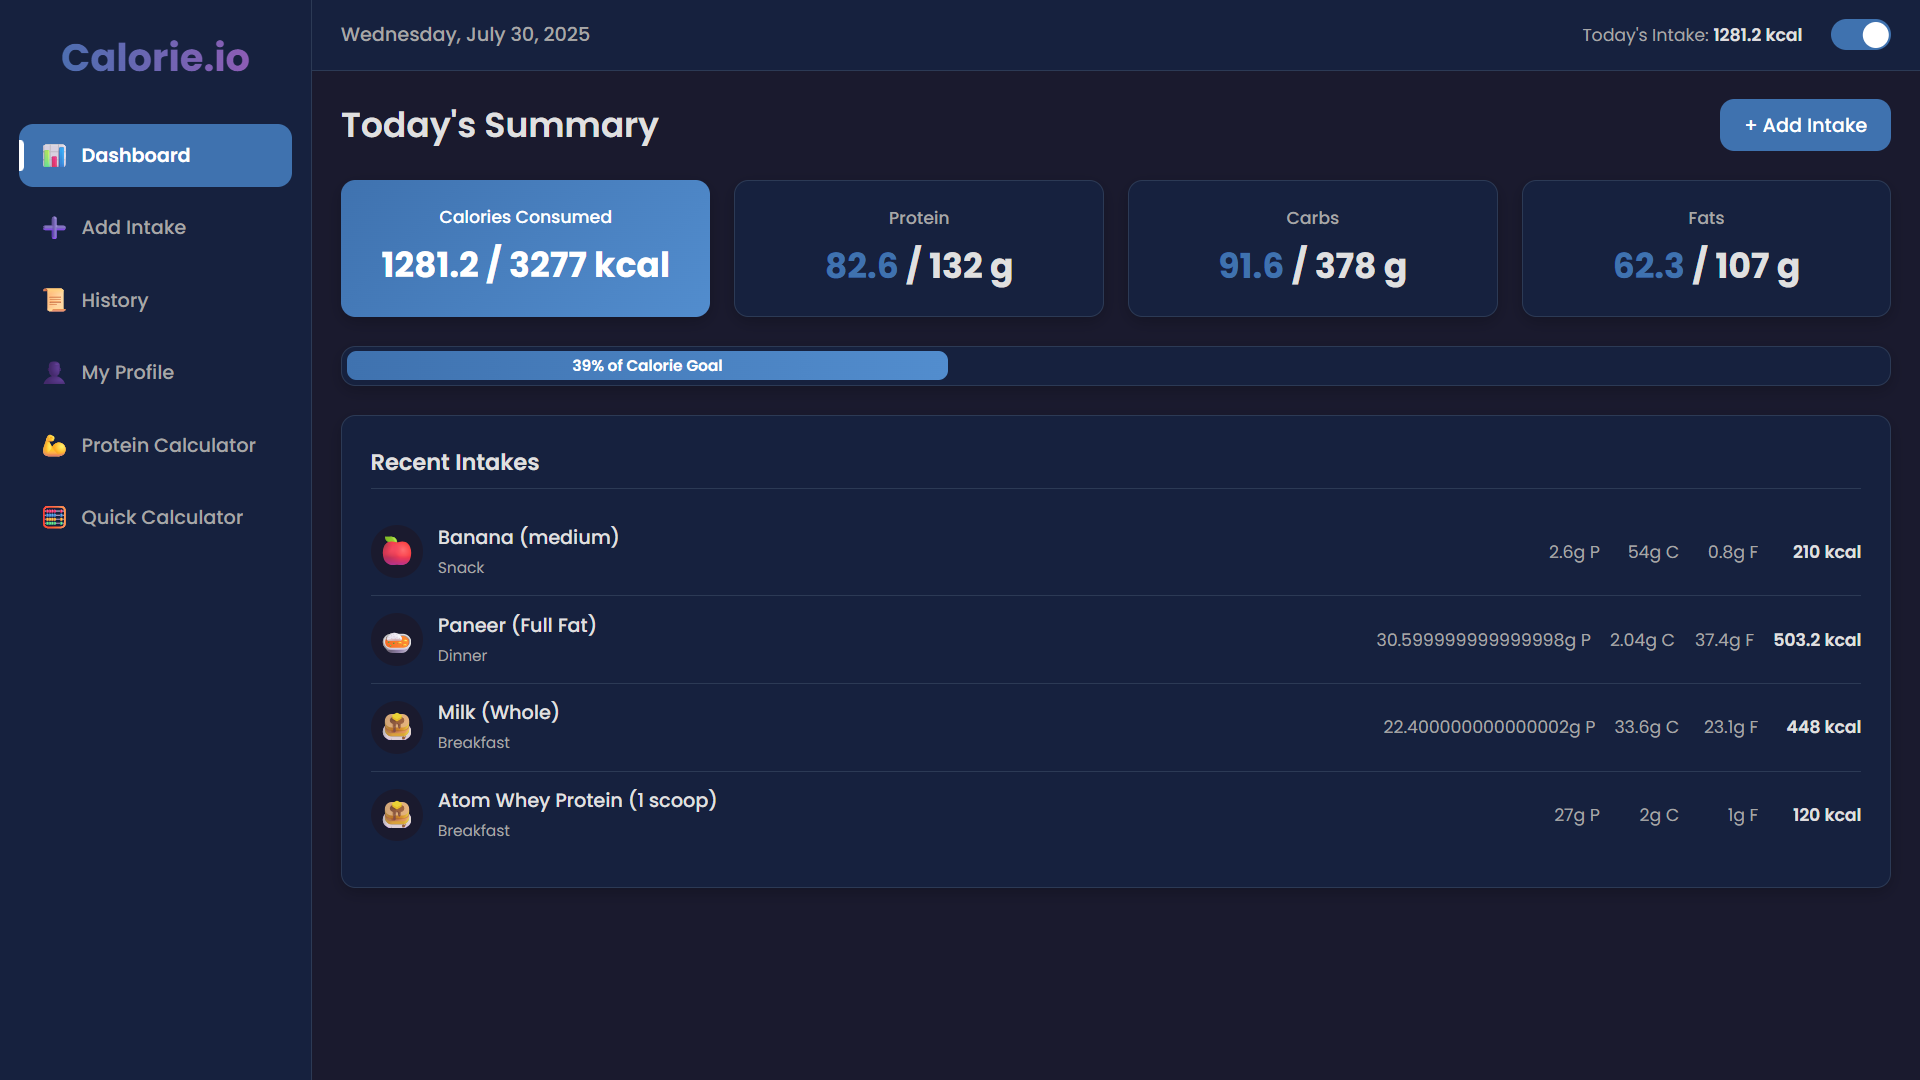 Calorie.io
Dashboard
Add Intake
History
My Profile
Protein Calculator
Quick Calculator
Wednesday, July 30, 2025
Today's Intake: 1281.2 kcal
Today's Summary
+ Add Intake
Calories Consumed
1281.2 / 3277 kcal
Protein
82.6 / 132 g
Carbs
91.6 / 378 g
Fats
62.3 / 107 g
39% of Calorie Goal
Recent Intakes
Banana (medium)
Snack
2.6g P 54g C 0.8g F 210 kcal
Paneer (Full Fat)
Dinner
30.599999999999998g P 2.04g C 37.4g F 503.2 kcal
Milk (Whole)
Breakfast
22.400000000000002g P 33.6g C 23.1g F 448 kcal
Atom Whey Protein (1 scoop)
Breakfast
27g P 2g C 1g F 120 kcal